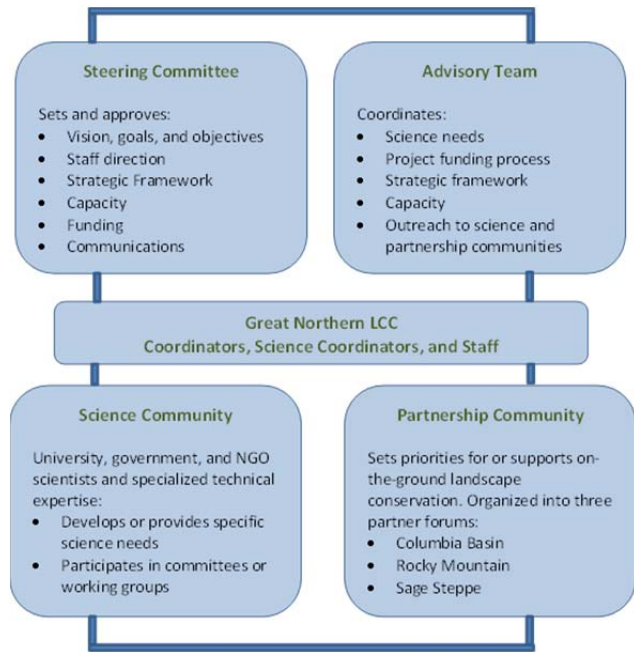 Steering Committee
Sets and approves:
• Vision, goals, and objectives
• Staff direction
• Strategic Framework
• Capacity
• Funding
• Communications
Advisory Team
Coordinates:
• Science needs
• Project funding process
• Strategic framework
• Capacity
• Outreach to science and
partnership communities
Great Northern LCC
Coordinators, Science Coordinators, and Staff
Science Community
University, government, and NGO
scientists and specialized technical
expertise:
• Develops or provides specific
science needs
• Participates in committees or
working groups
Partnership Community
Sets priorities for or supports on-
the-ground landscape
conservation. Organized into three
partner forums:
• Columbia Basin
• Rocky Mountain
• Sage Steppe